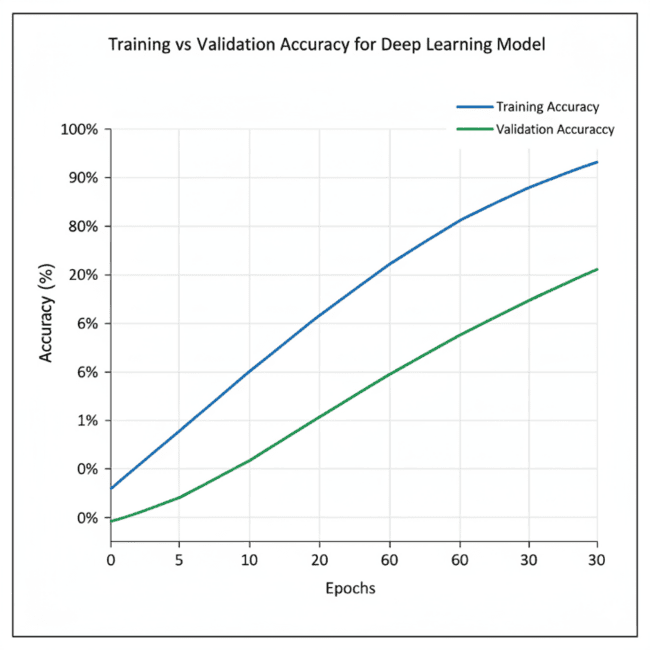 Training vs Validation Accuracy for Deep Learning Model
Training Accuracy
Validation Accuraccy
100%
90%
80%
20%
6%
6%
1%
0%
0%
Accuracy (%)
0 5 10 20 60 60 30 30
Epochs